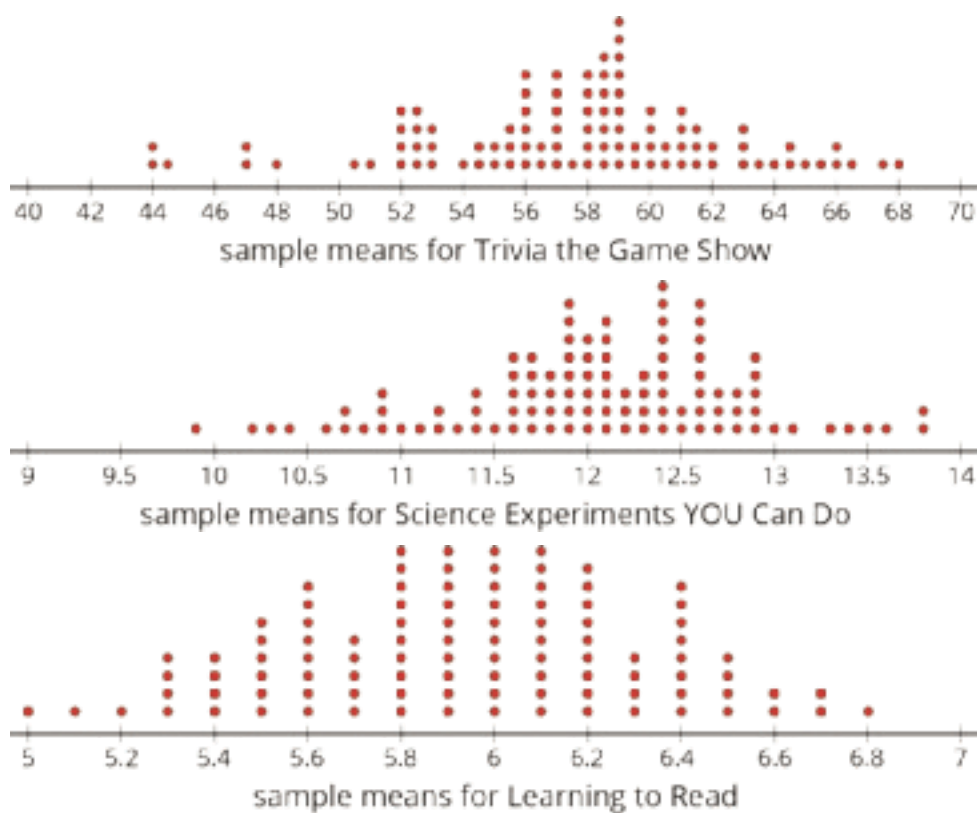 40 42 44 46 48 50 52 54 56 58 60 62 64 66 68 70
sample means for Trivia the Game Show
9 9.5 10 10.5 11 11.5 12 12.5 13 13.5 14
sample means for Science Experiments YOU Can Do
5 5.2 5.4 5.6 5.8 6 6.2 6.4 6.6 6.8 7
sample means for Learning to Read